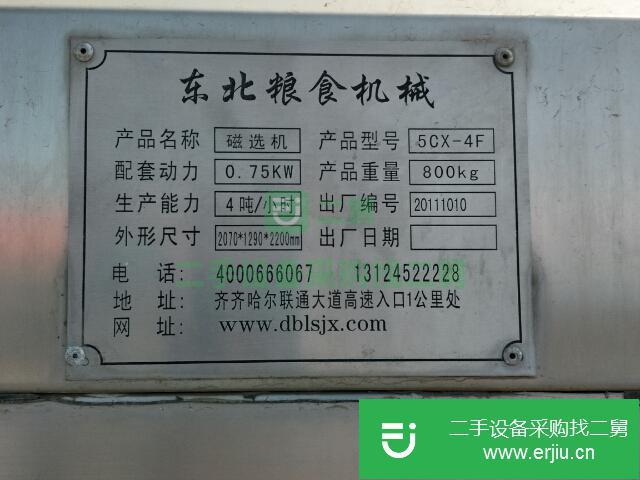 东北粮食机械
产品名称 磁选机 产品型号 5CX-4F
配套动力 0.75KW 产品重量 800kg
生产能力 4吨/小时 出厂编号 20111010
外形尺寸 2070*1290*2200mm 出厂日期
电 话: 4000666067 13124522228
地 址: 齐齐哈尔联通大道高速入口1公里处
网 址: www.dblsjx.com
二手设备采购找二舅
www.erjiu.cn